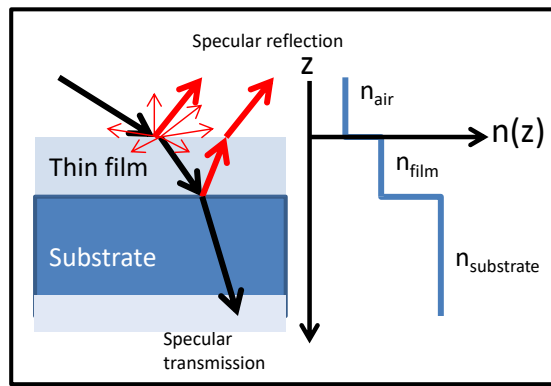 Specular reflection
z
n_air
n(z)
Thin film
n_film
Substrate
n_substrate
Specular
transmission